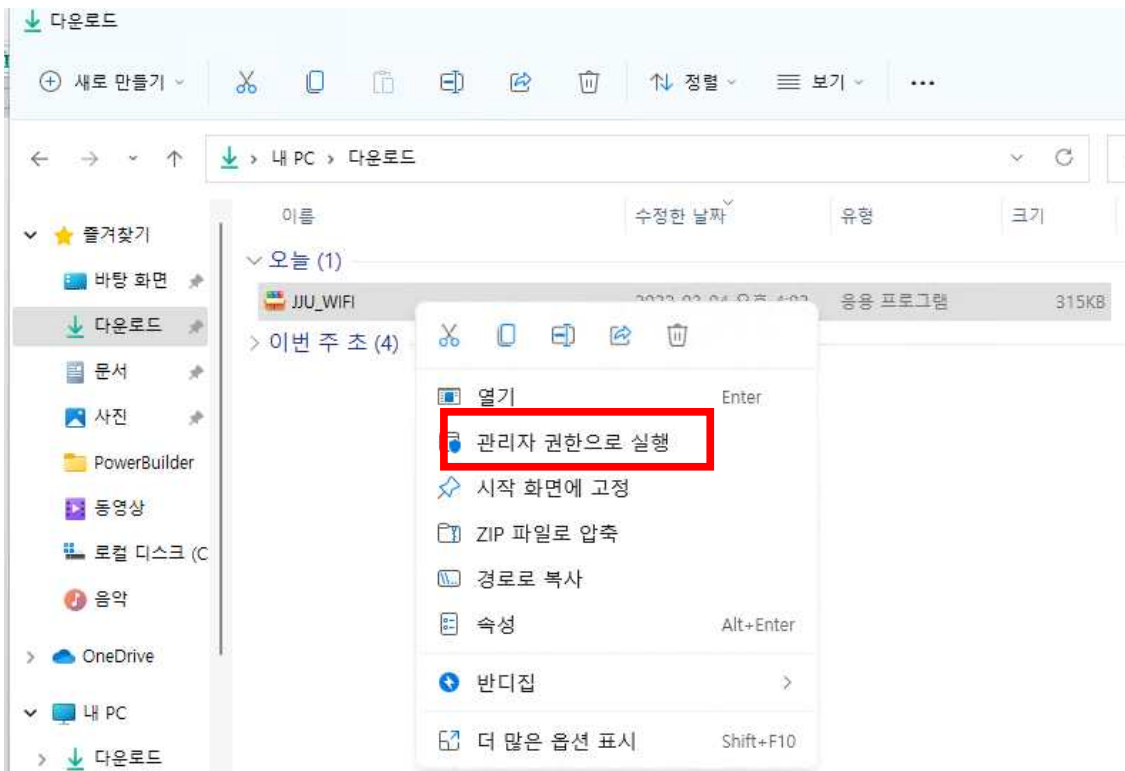 다운로드
새로 만들기
정렬
보기
내 PC > 다운로드
이름 수정한 날짜 유형 크기
즐겨찾기
오늘 (1)
바탕 화면
JJU_WIFI 응용 프로그램 315KB
다운로드
이번 주 초 (4)
문서
열기 Enter
사진
관리자 권한으로 실행
PowerBuilder
시작 화면에 고정
동영상
ZIP 파일로 압축
로컬 디스크 (C
경로로 복사
음악
속성 Alt+Enter
OneDrive
반디집
내 PC
더 많은 옵션 표시 Shift+F10
다운로드